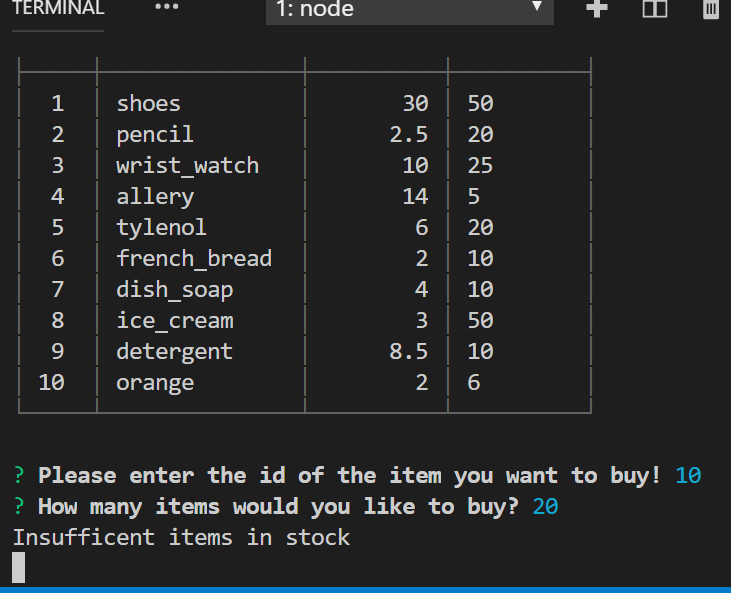 TERMINAL ••• 1: node
1 shoes 30 50
2 pencil 2.5 20
3 wrist_watch 10 25
4 allery 14 5
5 tylenol 6 20
6 french_bread 2 10
7 dish_soap 4 10
8 ice_cream 3 50
9 detergent 8.5 10
10 orange 2 6
? Please enter the id of the item you want to buy! 10
? How many items would you like to buy? 20
Insufficent items in stock